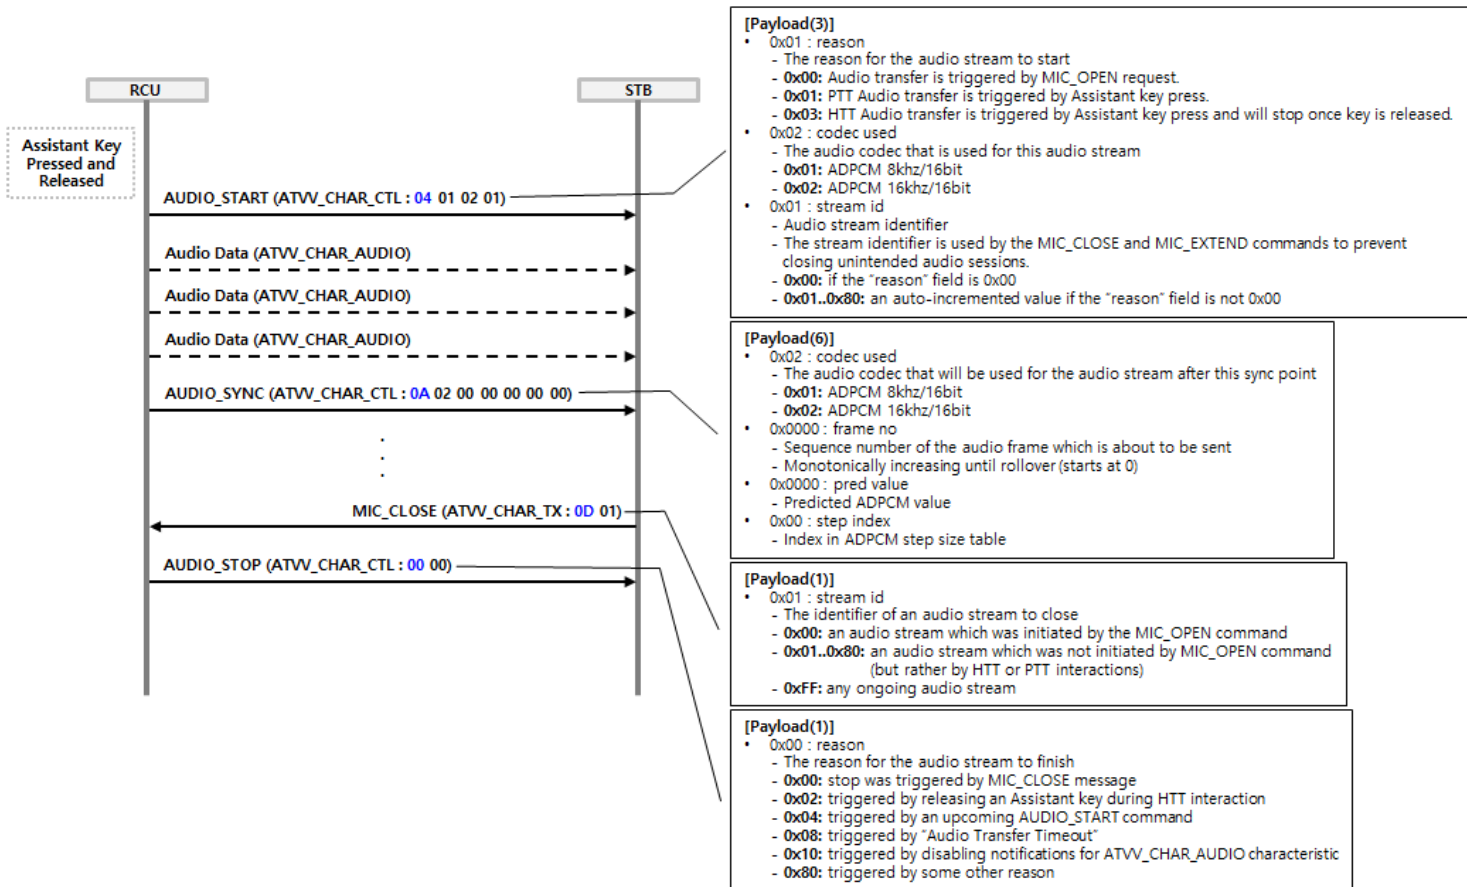 RCU
STB
Assistant Key
Pressed and
Released
AUDIO_START (ATVV_CHAR_CTL : 04 01 02 01)
Audio Data (ATVV_CHAR_AUDIO)
Audio Data (ATVV_CHAR_AUDIO)
Audio Data (ATVV_CHAR_AUDIO)
AUDIO_SYNC (ATVV_CHAR_CTL : 0A 02 00 00 00 00 00)
.
.
.
MIC_CLOSE (ATVV_CHAR_TX : 0D 01)
AUDIO_STOP (ATVV_CHAR_CTL : 00 00)
[Payload(3)]
• 0x01 : reason
- The reason for the audio stream to start
- 0x00: Audio transfer is triggered by MIC_OPEN request.
- 0x01: PTT Audio transfer is triggered by Assistant key press.
- 0x03: HTT Audio transfer is triggered by Assistant key press and will stop once key is released.
• 0x02 : codec used
- The audio codec that is used for this audio stream
- 0x01: ADPCM 8khz/16bit
- 0x02: ADPCM 16khz/16bit
• 0x01 : stream id
- Audio stream identifier
- The stream identifier is used by the MIC_CLOSE and MIC_EXTEND commands to prevent
closing unintended audio sessions.
- 0x00: if the "reason" field is 0x00
- 0x01..0x80: an auto-incremented value if the "reason" field is not 0x00
[Payload(6)]
• 0x02 : codec used
- The audio codec that will be used for the audio stream after this sync point
- 0x01: ADPCM 8khz/16bit
- 0x02: ADPCM 16khz/16bit
• 0x0000 : frame no
- Sequence number of the audio frame which is about to be sent
- Monotonically increasing until rollover (starts at 0)
• 0x0000 : pred value
- Predicted ADPCM value
• 0x00 : step index
- Index in ADPCM step size table
[Payload(1)]
• 0x01 : stream id
- The identifier of an audio stream to close
- 0x00: an audio stream which was initiated by the MIC_OPEN command
- 0x01..0x80: an audio stream which was not initiated by MIC_OPEN command
(but rather by HTT or PTT interactions)
- 0xFF: any ongoing audio stream
[Payload(1)]
• 0x00 : reason
- The reason for the audio stream to finish
- 0x00: stop was triggered by MIC_CLOSE message
- 0x02: triggered by releasing an Assistant key during HTT interaction
- 0x04: triggered by an upcoming AUDIO_START command
- 0x08: triggered by "Audio Transfer Timeout"
- 0x10: triggered by disabling notifications for ATVV_CHAR_AUDIO characteristic
- 0x80: triggered by some other reason